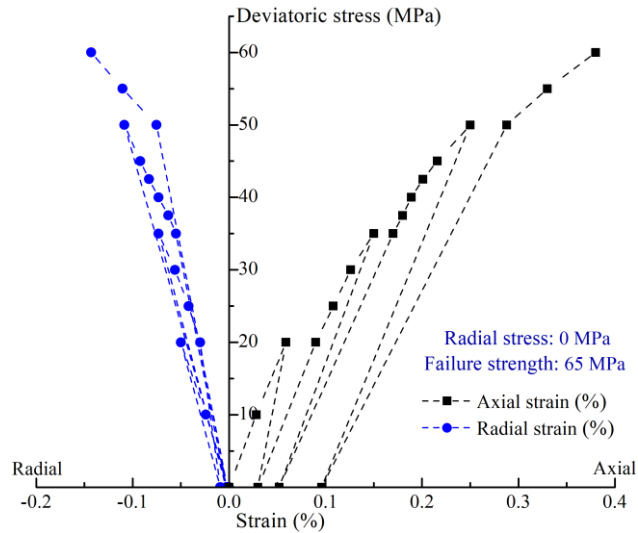 Deviatoric stress (MPa)
60
50
40
30
20
10
Radial stress: 0 MPa
Failure strength: 65 MPa
Axial strain (%)
Radial strain (%)
Radial
Axial
-0.2
-0.1
0.0
0.1
0.2
0.3
0.4
Strain (%)